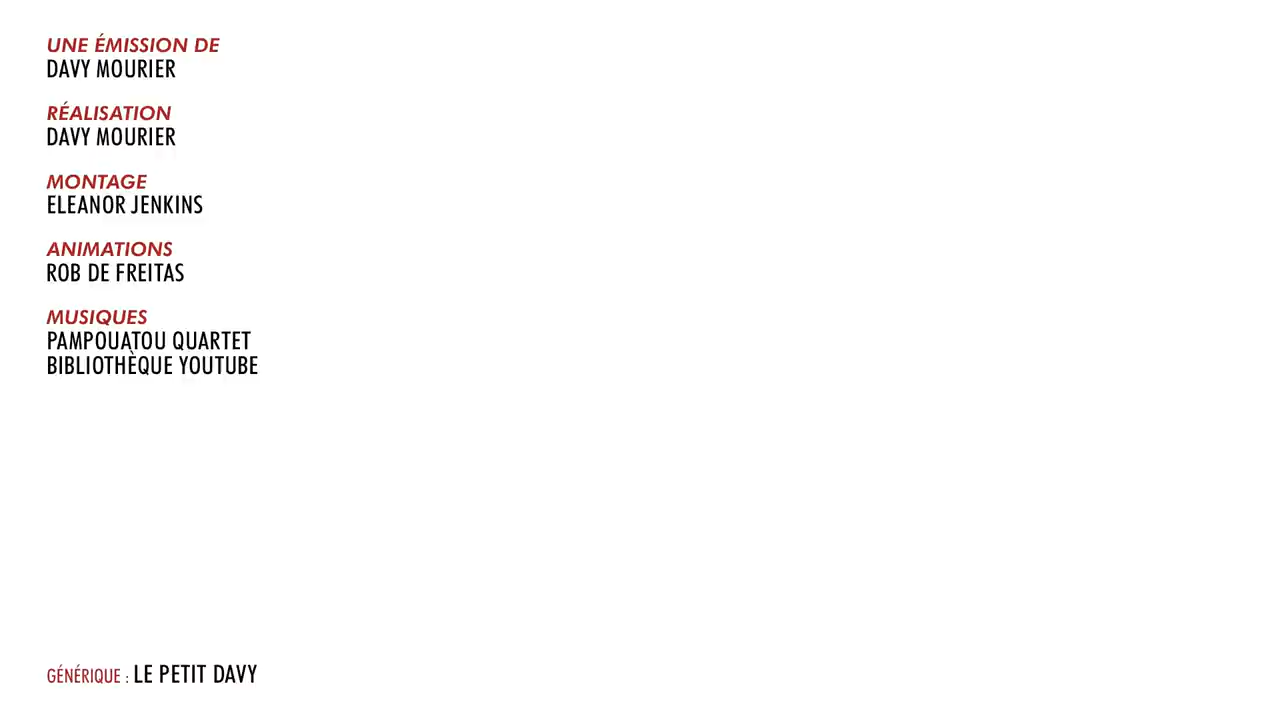 UNE ÉMISSION DE
DAVY MOURIER
RÉALISATION
DAVY MOURIER
MONTAGE
ELEANOR JENKINS
ANIMATIONS
ROB DE FREITAS
MUSIQUES
PAMPOUATOU QUARTET
BIBLIOTHÈQUE YOUTUBE
GÉNÉRIQUE : LE PETIT DAVY